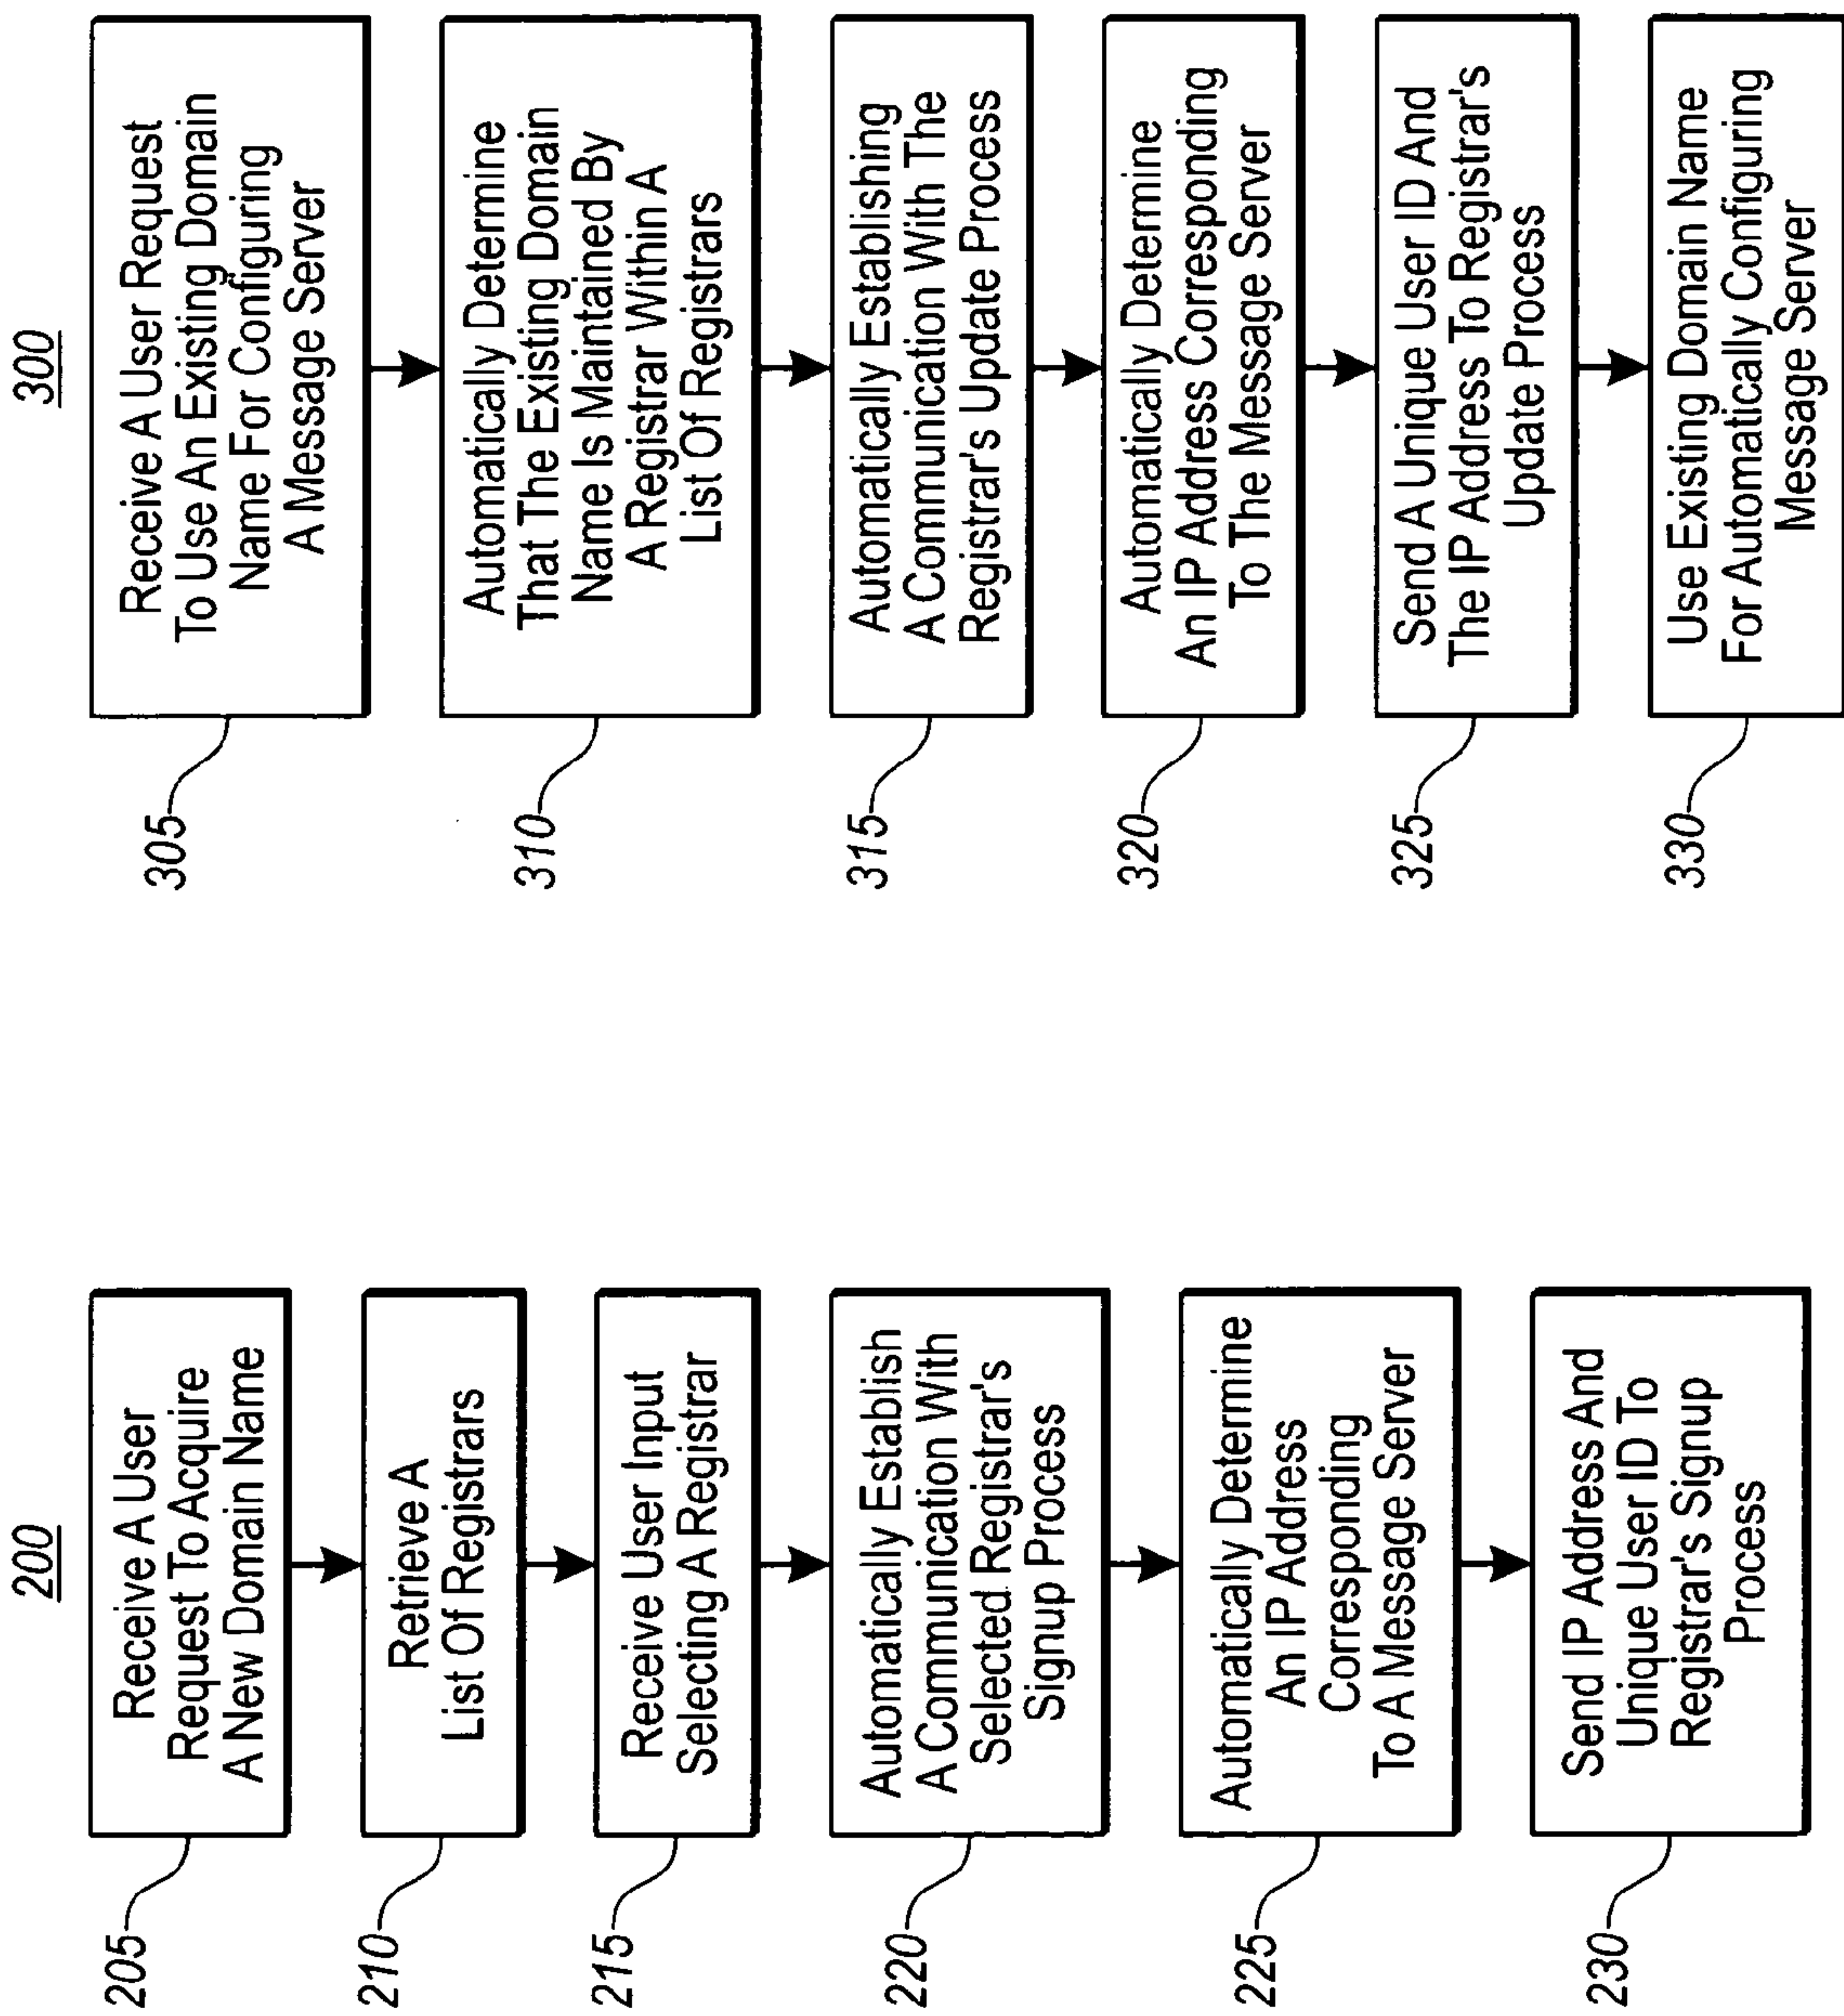 200
205
Receive A User
Request To Acquire
A New Domain Name
210
Retrieve A
List Of Registrars
215
Receive User Input
Selecting A Registrar
220
Automatically Establish
A Communication With
Selected Registrar's
Signup Process
225
Automatically Determine
An IP Address
Corresponding
To A Message Server
230
Send IP Address And
Unique User ID To
Registrar's Signup
Process
300
305
Receive A User Request
To Use An Existing Domain
Name For Configuring
A Message Server
310
Automatically Determine
That The Existing Domain
Name Is Maintained By
A Registrar Within A
List Of Registrars
315
Automatically Establishing
A Communication With The
Registrar's Update Process
320
Automatically Determine
An IP Address Corresponding
To The Message Server
325
Send A Unique User ID And
The IP Address To Registrar's
Update Process
330
Use Existing Domain Name
For Automatically Configuring
Message Server